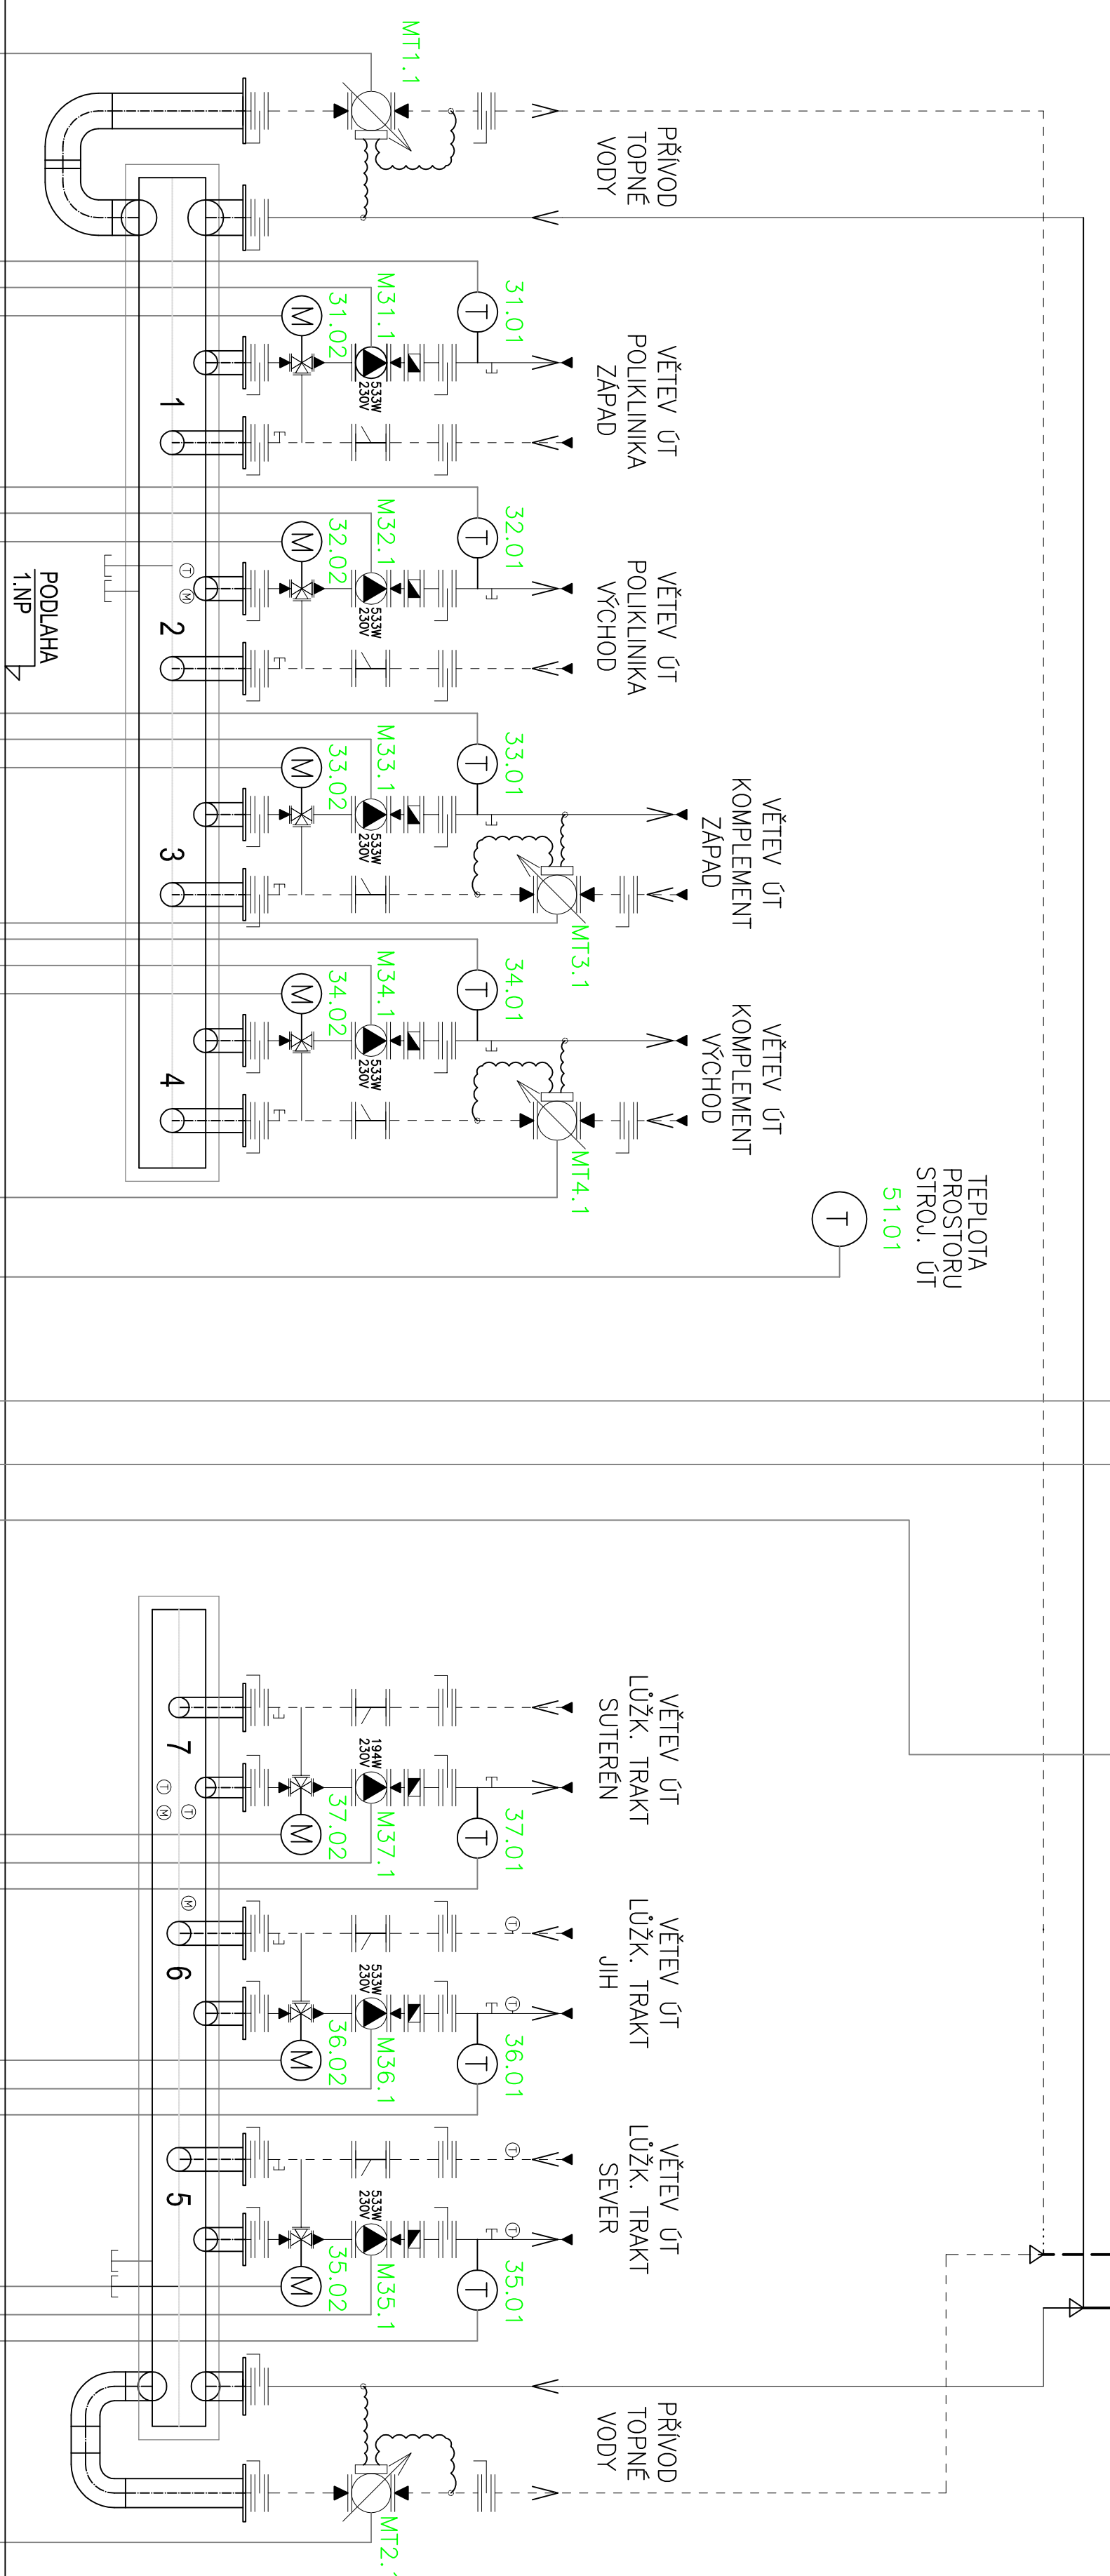 MT1.1
PŘÍVOD
TOPNÉ
VODY
31.01
M31.1
31.02
M
T
533W
230V
VĚTEV ÚT
POLIKLINIKA
ZÁPAD
1
32.01
M32.1
32.02
M
T
533W
230V
VĚTEV ÚT
POLIKLINIKA
VÝCHOD
T
M
2
PODLAHA
1.NP
33.01
M33.1
33.02
M
T
533W
230V
VĚTEV ÚT
KOMPLEMENT
ZÁPAD
MT3.1
3
34.01
M34.1
34.02
M
T
533W
230V
VĚTEV ÚT
KOMPLEMENT
VÝCHOD
MT4.1
4
TEPLOTA
PROSTORU
STROJ. ÚT
51.01
T
VĚTEV ÚT
LŮŽK. TRAKT
SUTERÉN
194W
230V
37.01
M37.1
37.02
M
T
7
T
M
T
M
VĚTEV ÚT
LŮŽK. TRAKT
JIH
T
T
533W
230V
36.01
M36.1
36.02
M
T
6
VĚTEV ÚT
LŮŽK. TRAKT
SEVER
T
T
533W
230V
35.01
M35.1
35.02
M
T
5
PŘÍVOD
TOPNÉ
VODY
MT2.